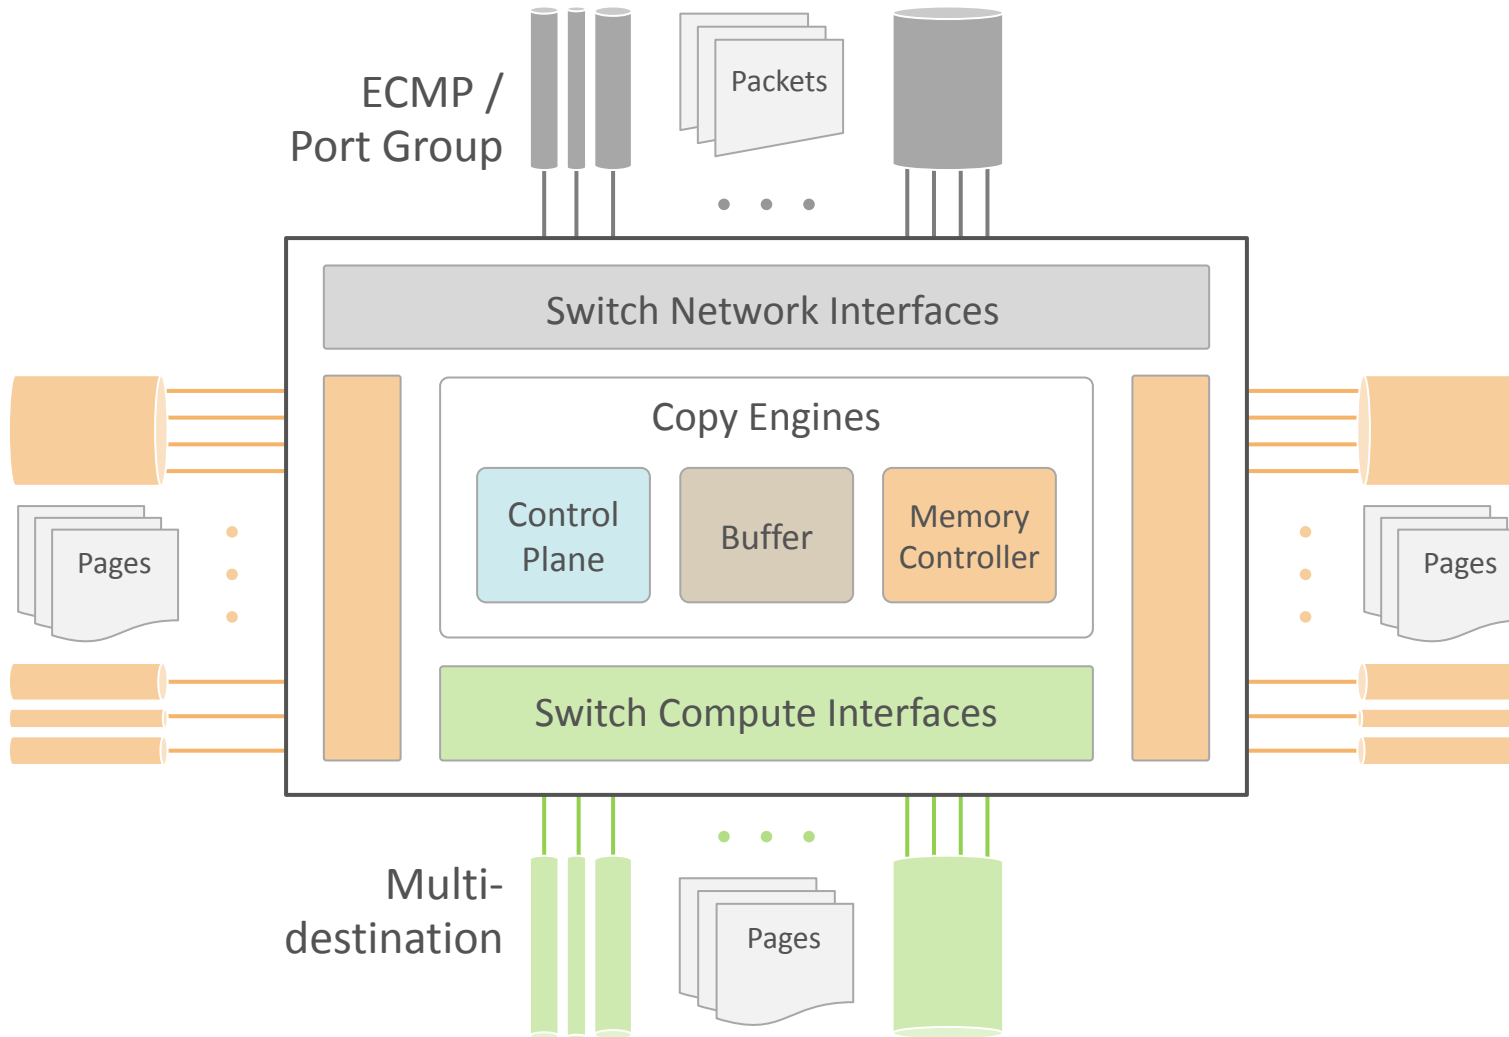 ECMP /
Port Group
Packets
Switch Network Interfaces
Copy Engines
Control
Plane
Buffer
Memory
Controller
Pages
Pages
Switch Compute Interfaces
Multi-
destination
Pages